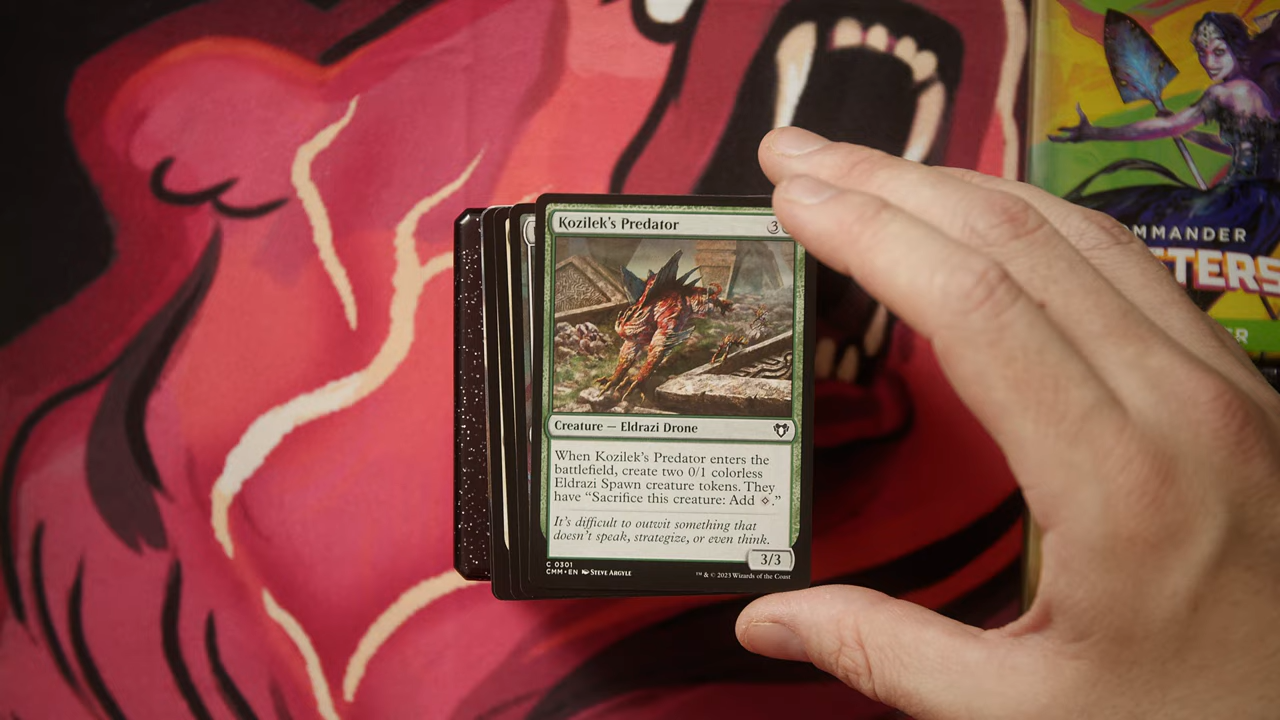 Kozilek's Predator
3
Creature — Eldrazi Drone
When Kozilek's Predator enters the
battlefield, create two 0/1 colorless
Eldrazi Spawn creature tokens. They
have “Sacrifice this creature: Add ◇.”
It's difficult to outwit something that
doesn't speak, strategize, or even think.
3/3
C 0301
CMM • EN STEVE ARGYLE
™ & © 2023 Wizards of the Coast
OMMANDER
TERS
ER